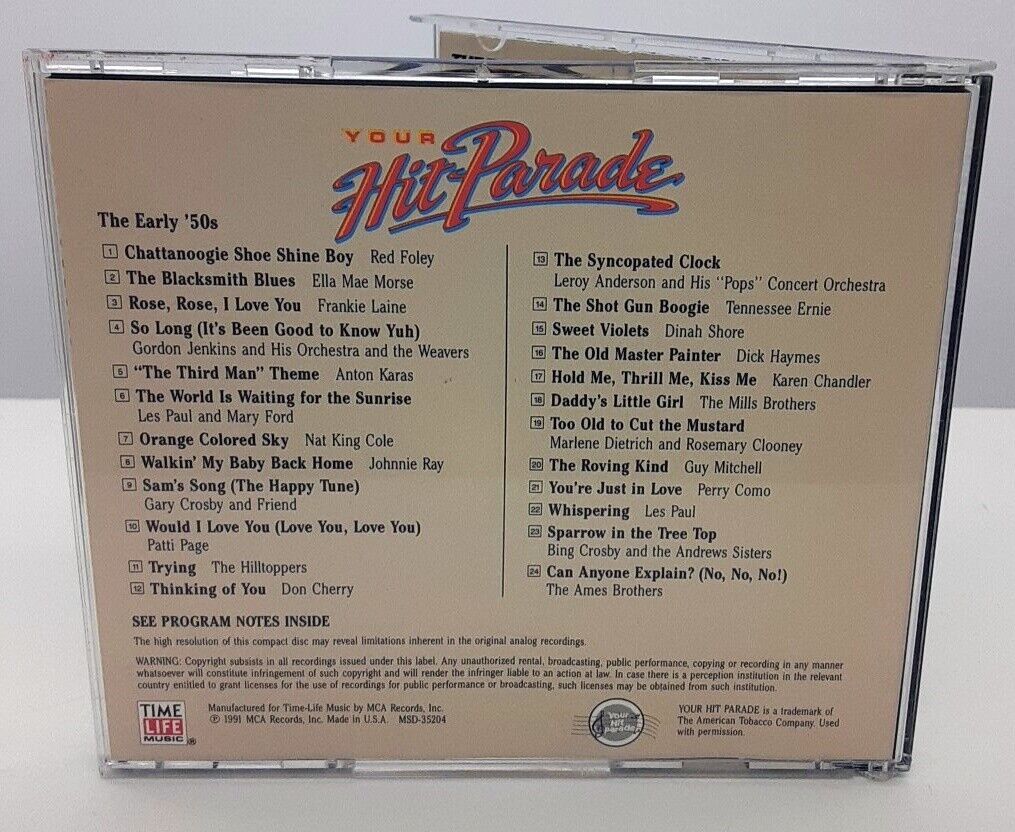 YOUR
Hit-Parade
The Early '50s
1 Chattanoogie Shoe Shine Boy Red Foley
2 The Blacksmith Blues Ella Mae Morse
3 Rose, Rose, I Love You Frankie Laine
4 So Long (It's Been Good to Know Yuh)
Gordon Jenkins and His Orchestra and the Weavers
5 "The Third Man" Theme Anton Karas
6 The World Is Waiting for the Sunrise
Les Paul and Mary Ford
7 Orange Colored Sky Nat King Cole
8 Walkin' My Baby Back Home Johnnie Ray
9 Sam's Song (The Happy Tune)
Gary Crosby and Friend
10 Would I Love You (Love You, Love You)
Patti Page
11 Trying The Hilltoppers
12 Thinking of You Don Cherry
13 The Syncopated Clock
Leroy Anderson and His "Pops" Concert Orchestra
14 The Shot Gun Boogie Tennessee Ernie
15 Sweet Violets Dinah Shore
16 The Old Master Painter Dick Haymes
17 Hold Me, Thrill Me, Kiss Me Karen Chandler
18 Daddy's Little Girl The Mills Brothers
19 Too Old to Cut the Mustard
Marlene Dietrich and Rosemary Clooney
20 The Roving Kind Guy Mitchell
21 You're Just in Love Perry Como
22 Whispering Les Paul
23 Sparrow in the Tree Top
Bing Crosby and the Andrews Sisters
24 Can Anyone Explain? (No, No, No!)
The Ames Brothers
SEE PROGRAM NOTES INSIDE
The high resolution of this compact disc may reveal limitations inherent in the original analog recordings.
WARNING: Copyright subsists in all recordings issued under this label. Any unauthorized rental, broadcasting, public performance, copying or recording in any manner
whatsoever will constitute infringement of such copyright and will render the infringer liable to an action at law. In case there is a perception institution in the relevant
country entitled to grant licenses for the use of recordings for public performance or broadcasting, such licenses may be obtained from such institution.
TIME
LIFE
MUSIC ®
Manufactured for Time-Life Music by MCA Records, Inc.
℗ 1991 MCA Records, Inc. Made in U.S.A. MSD-35204
Your
Hit
Parade
YOUR HIT PARADE is a trademark of
The American Tobacco Company. Used
with permission.